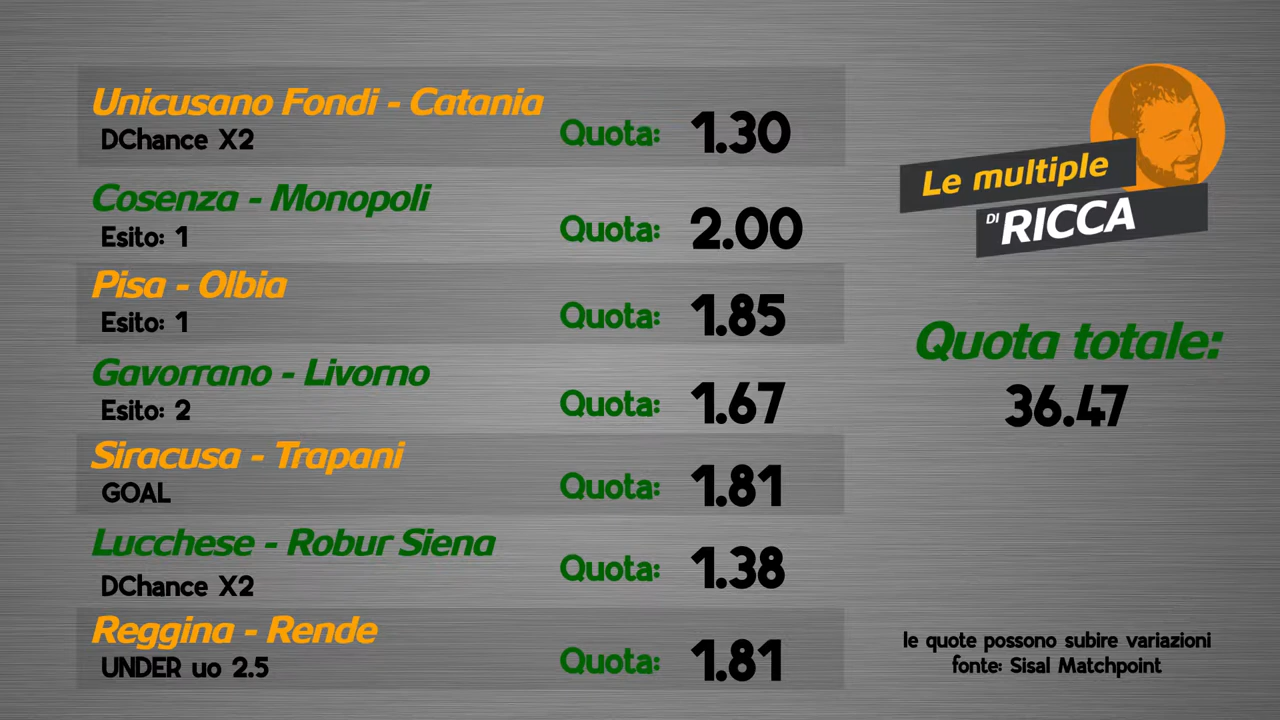 Unicusano Fondi - Catania
DChance X2
Quota: 1.30
Cosenza - Monopoli
Esito: 1
Quota: 2.00
Pisa - Olbia
Esito: 1
Quota: 1.85
Gavorrano - Livorno
Esito: 2
Quota: 1.67
Siracusa - Trapani
GOAL
Quota: 1.81
Lucchese - Robur Siena
DChance X2
Quota: 1.38
Reggina - Rende
UNDER uo 2.5
Quota: 1.81
Le multiple
DI RICCA
Quota totale:
36.47
le quote possono subire variazioni
fonte: Sisal Matchpoint